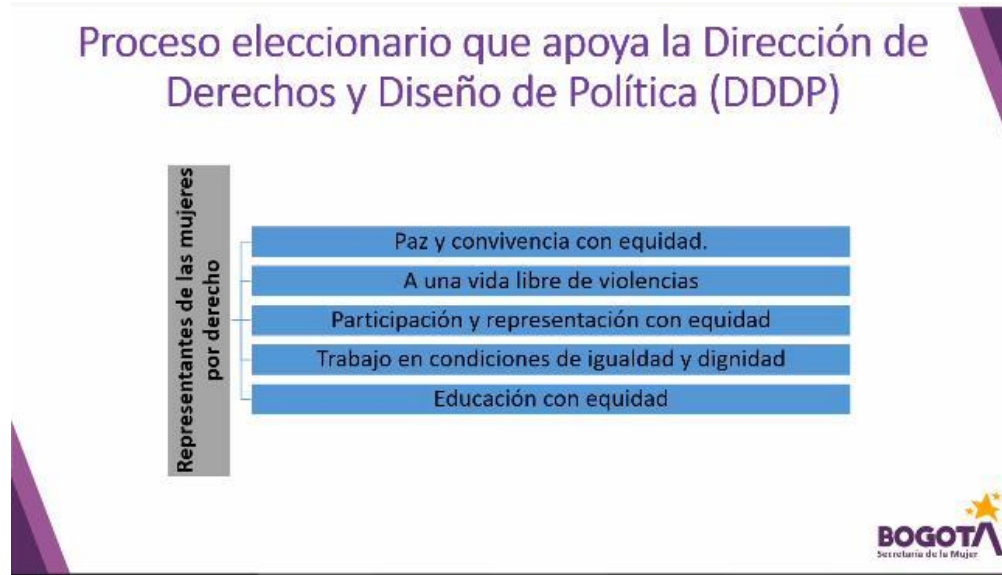 Proceso eleccionario que apoya la Dirección de
Derechos y Diseño de Política (DDDP)
Representantes de las mujeres
por derecho
Paz y convivencia con equidad.
A una vida libre de violencias
Participación y representación con equidad
Trabajo en condiciones de igualdad y dignidad
Educación con equidad
BOGOTA
Secretaría de la Mujer